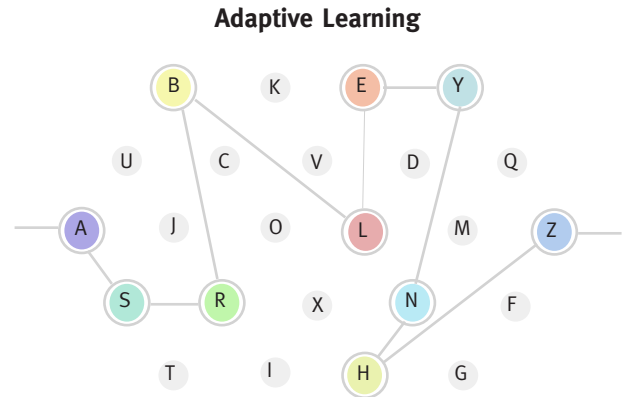 Adaptive Learning
B K E Y
U C V D Q
A J O L M Z
S R X N F
T I H G